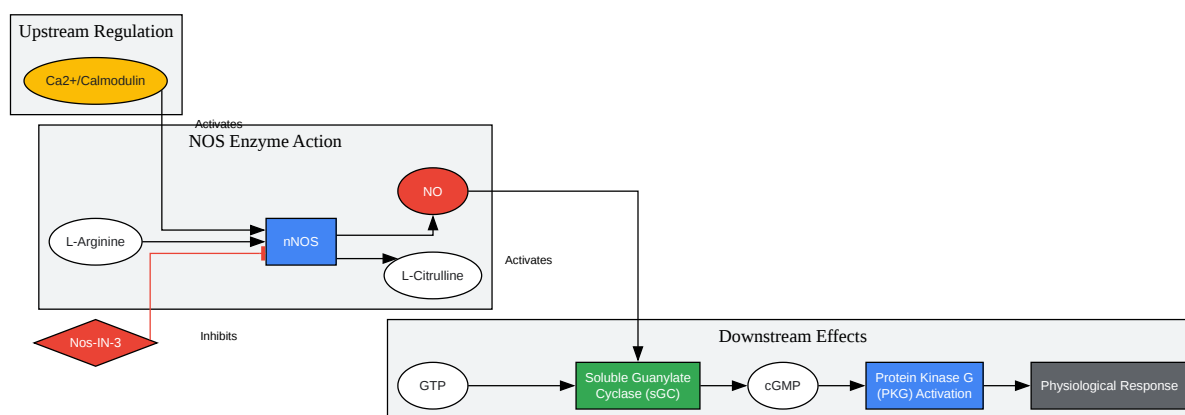 Upstream Regulation
Ca2+/Calmodulin
Activates
NOS Enzyme Action
NO
L-Arginine
nNOS
L-Citrulline
Activates
Nos-IN-3
Inhibits
Downstream Effects
GTP
Soluble Guanylate
Cyclase (sGC)
cGMP
Protein Kinase G
(PKG) Activation
Physiological Response